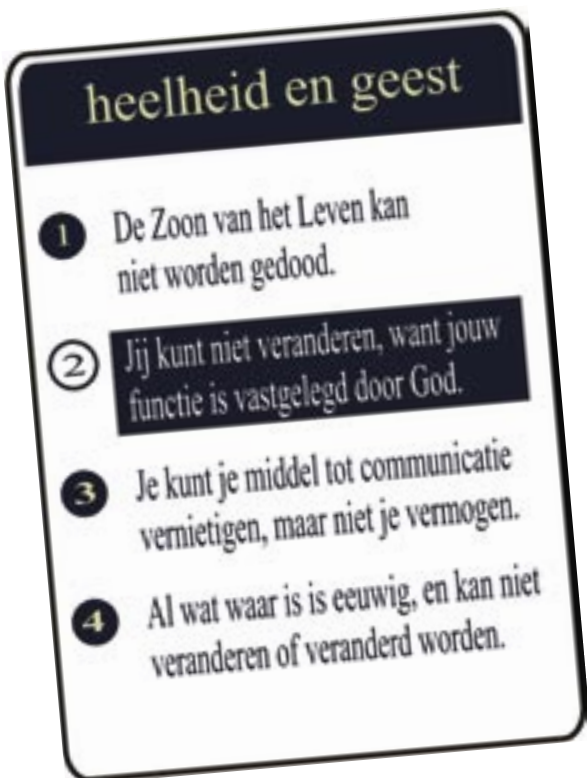 heelheid en geest
1 De Zoon van het Leven kan
niet worden gedood.
2 Jij kunt niet veranderen, want jouw
functie is vastgelegd door God.
3 Je kunt je middel tot communicatie
vernietigen, maar niet je vermogen.
4 Al wat waar is is eeuwig, en kan niet
veranderen of veranderd worden.